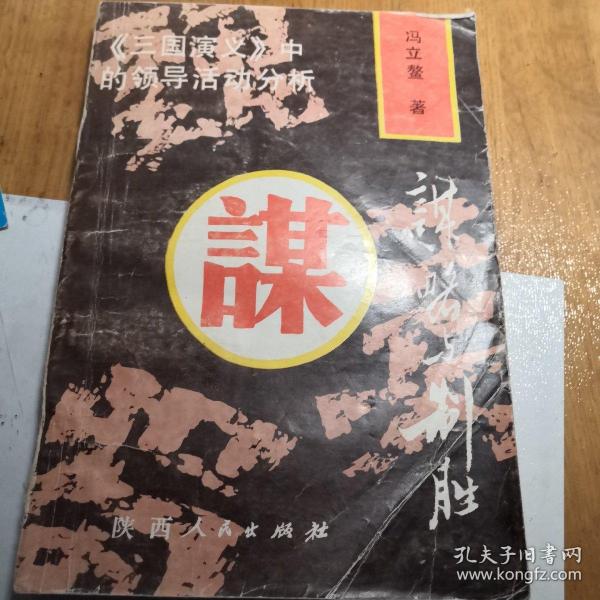 《三国演义》中
的领导活动分析
冯立鳌 著
謀
謀略与制胜
陕西人民出版社
孔夫子旧书网
www.kongfz.com